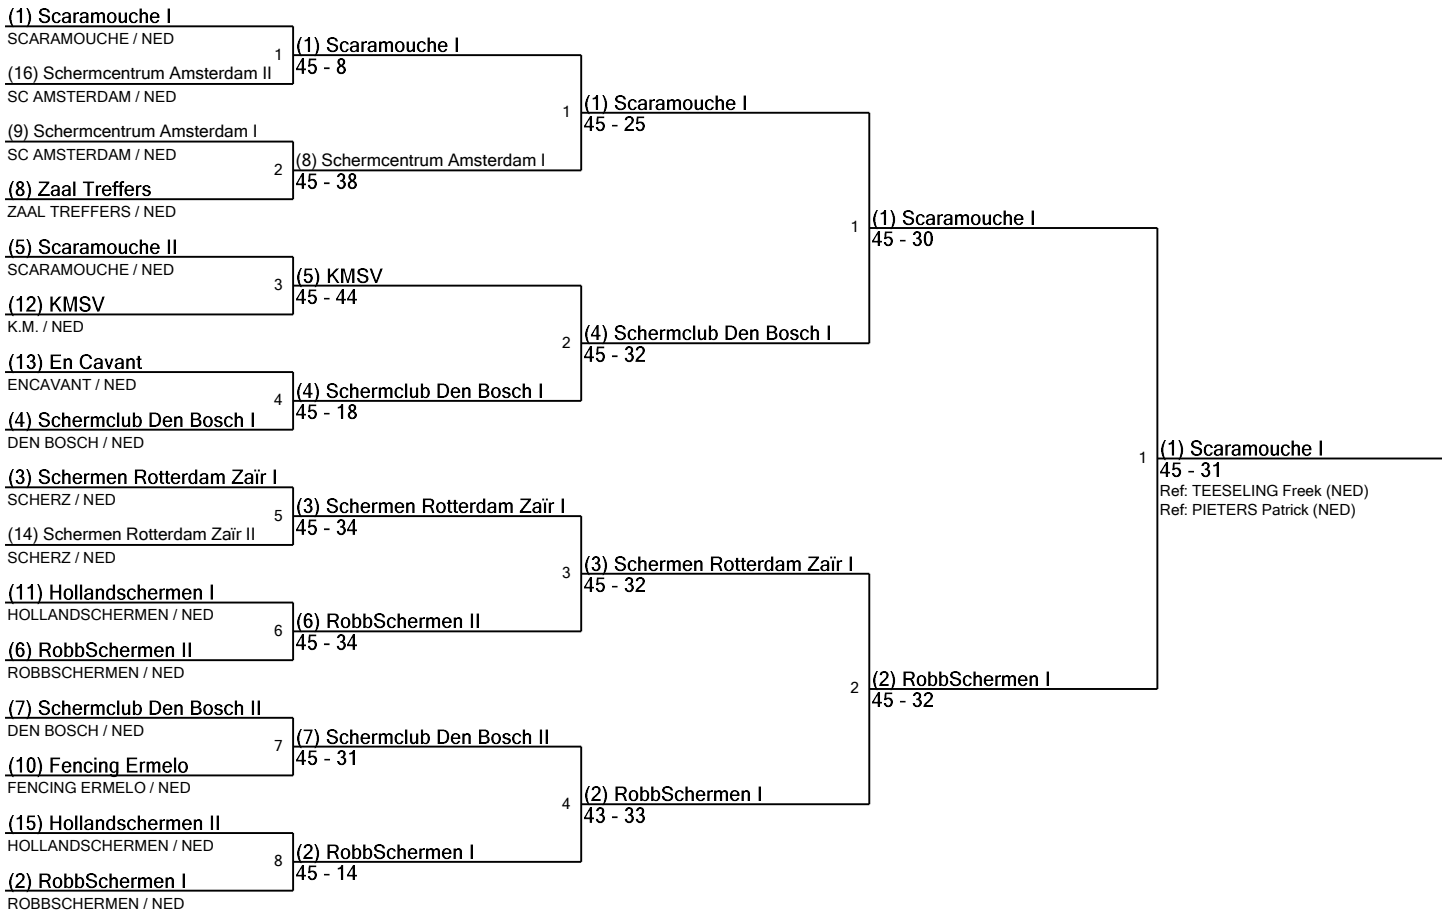 (1) Scaramouche I
SCARAMOUCHE / NED
(16) Schermcentrum Amsterdam II
SC AMSTERDAM / NED
(9) Schermcentrum Amsterdam I
SC AMSTERDAM / NED
(8) Zaal Treffers
ZAAL TREFFERS / NED
(5) Scaramouche II
SCARAMOUCHE / NED
(12) KMSV
K.M. / NED
(13) En Cavant
ENCAVANT / NED
(4) Schermclub Den Bosch I
DEN BOSCH / NED
(3) Schermen Rotterdam Zaïr I
SCHERZ / NED
(14) Schermen Rotterdam Zaïr II
SCHERZ / NED
(11) Hollandschermen I
HOLLANDSCHERMEN / NED
(6) RobbSchermen II
ROBBSCHERMEN / NED
(7) Schermclub Den Bosch II
DEN BOSCH / NED
(10) Fencing Ermelo
FENCING ERMELO / NED
(15) Hollandschermen II
HOLLANDSCHERMEN / NED
(2) RobbSchermen I
ROBBSCHERMEN / NED
1
(1) Scaramouche I
45 - 8
2
(8) Schermcentrum Amsterdam I
45 - 38
3
(5) KMSV
45 - 44
4
(4) Schermclub Den Bosch I
45 - 18
5
(3) Schermen Rotterdam Zaïr I
45 - 34
6
(6) RobbSchermen II
45 - 34
7
(7) Schermclub Den Bosch II
45 - 31
8
(2) RobbSchermen I
45 - 14
1
(1) Scaramouche I
45 - 25
2
(4) Schermclub Den Bosch I
45 - 32
3
(3) Schermen Rotterdam Zaïr I
45 - 32
4
(2) RobbSchermen I
43 - 33
1
(1) Scaramouche I
45 - 30
2
(2) RobbSchermen I
45 - 32
1
(1) Scaramouche I
45 - 31
Ref: TEESELING Freek (NED)
Ref: PIETERS Patrick (NED)